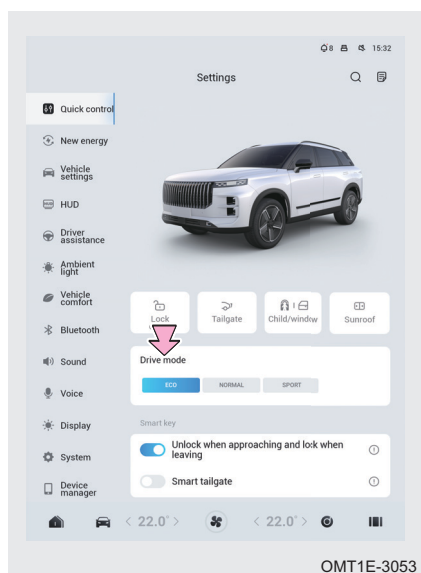 8 15:32
Settings
Quick control
New energy
Vehicle
settings
HUD
Driver
assistance
Ambient
light
Vehicle
comfort
Bluetooth
Sound
Voice
Display
System
Device
manager
Lock Tailgate Child/window Sunroof
Drive mode
ECO NORMAL SPORT
Smart key
Unlock when approaching and lock when
leaving
Smart tailgate
< 22.0° > < 22.0° >
OMT1E-3053